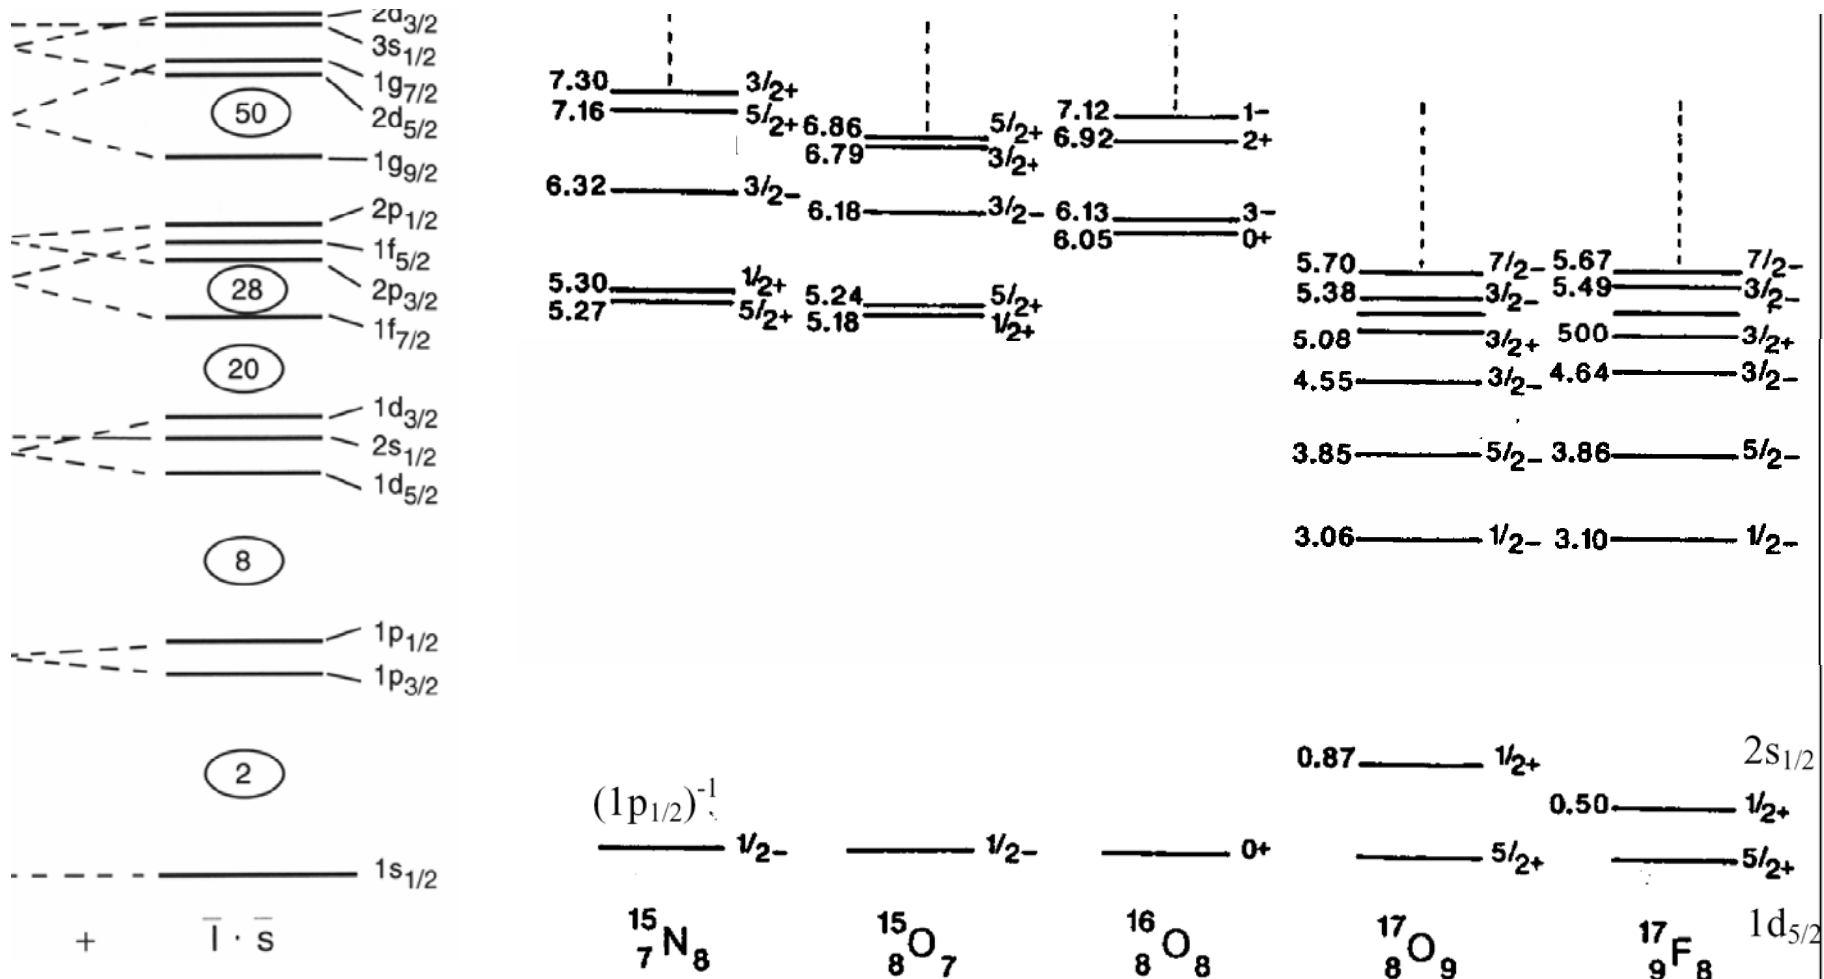 2d3/2
3s1/2
1g7/2
2d5/2
50
1g9/2
2p1/2
1f5/2
2p3/2
28
1f7/2
20
1d3/2
2s1/2
1d5/2
8
1p1/2
1p3/2
2
1s1/2
+ l · s
7.30 3/2+
7.16 5/2+
6.32 3/2-
5.30 1/2+
5.27 5/2+
(1p1/2)-1
1/2-
15 7 N 8
6.86 5/2+
6.79 3/2+
6.18 3/2-
5.24 5/2+
5.18 1/2+
1/2-
15 8 O 7
7.12 1-
6.92 2+
6.13 3-
6.05 0+
0+
16 8 O 8
5.70 7/2-
5.38 3/2-
5.08 3/2+
4.55 3/2-
3.85 5/2-
3.06 1/2-
0.87 1/2+
5/2+
17 8 O 9
5.67 7/2-
5.49 3/2-
500 3/2+
4.64 3/2-
3.86 5/2-
3.10 1/2-
2s1/2
0.50 1/2+
5/2+
1d5/2
17 9 F 8